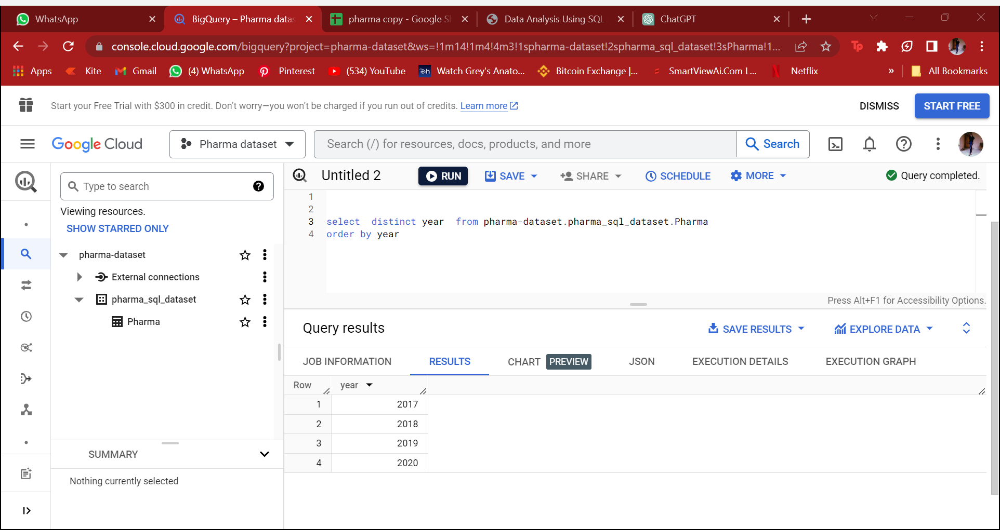 WhatsApp
BigQuery – Pharma datas
pharma copy - Google Sh
Data Analysis Using SQL
ChatGPT
console.cloud.google.com/bigquery?project=pharma-dataset&ws=!1m14!1m4!4m3!1spharma-dataset!2spharma_sql_dataset!3sPharma!1...
Tp
Apps
Kite
Gmail
(4) WhatsApp
Pinterest
(534) YouTube
Watch Grey's Anato...
Bitcoin Exchange |...
SmartViewAi.Com L...
Netflix
»
All Bookmarks
Start your Free Trial with $300 in credit. Don't worry—you won't be charged if you run out of credits. Learn more
DISMISS
START FREE
Google Cloud
Pharma dataset
Search (/) for resources, docs, products, and more
Search
Type to search
Viewing resources.
SHOW STARRED ONLY
pharma-dataset
External connections
pharma_sql_dataset
Pharma
SUMMARY
Nothing currently selected
Untitled 2
RUN
SAVE
SHARE
SCHEDULE
MORE
Query completed.
1
2
3 select distinct year from pharma-dataset.pharma_sql_dataset.Pharma
4 order by year
Press Alt+F1 for Accessibility Options.
Query results
SAVE RESULTS
EXPLORE DATA
JOB INFORMATION
RESULTS
CHART PREVIEW
JSON
EXECUTION DETAILS
EXECUTION GRAPH
Row year
1 2017
2 2018
3 2019
4 2020